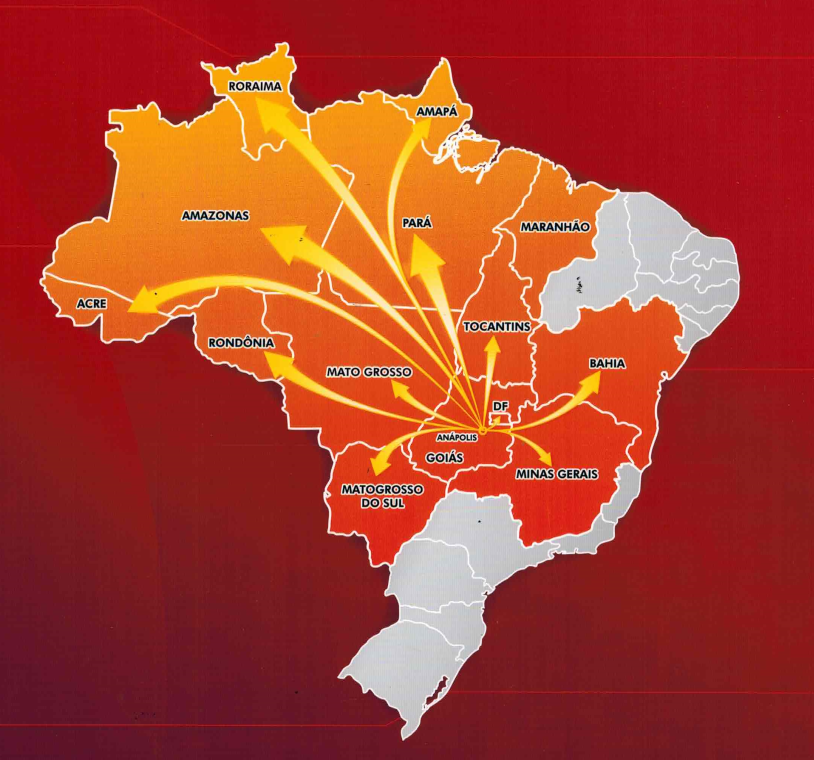 RORAIMA
AMAPÁ
AMAZONAS
PARÁ
MARANHÃO
ACRE
TOCANTINS
RONDÔNIA
MATO GROSSO
BAHIA
DF
ANÁPOLIS
GOIÁS
MINAS GERAIS
MATOGROSSO
DO SUL